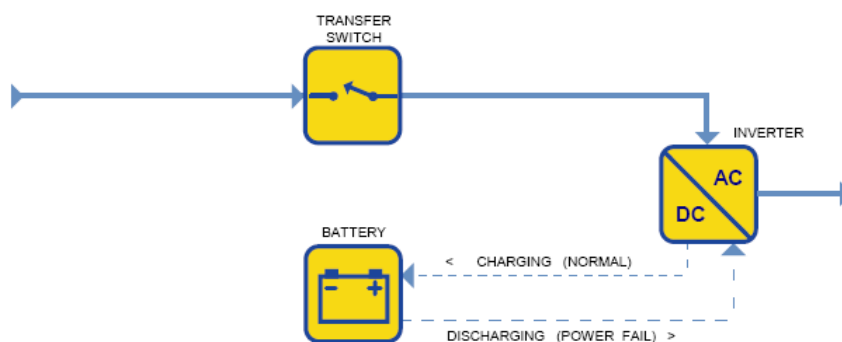 TRANSFER
SWITCH
INVERTER
AC
DC
BATTERY
- +
< CHARGING (NORMAL)
DISCHARGING (POWER FAIL) >